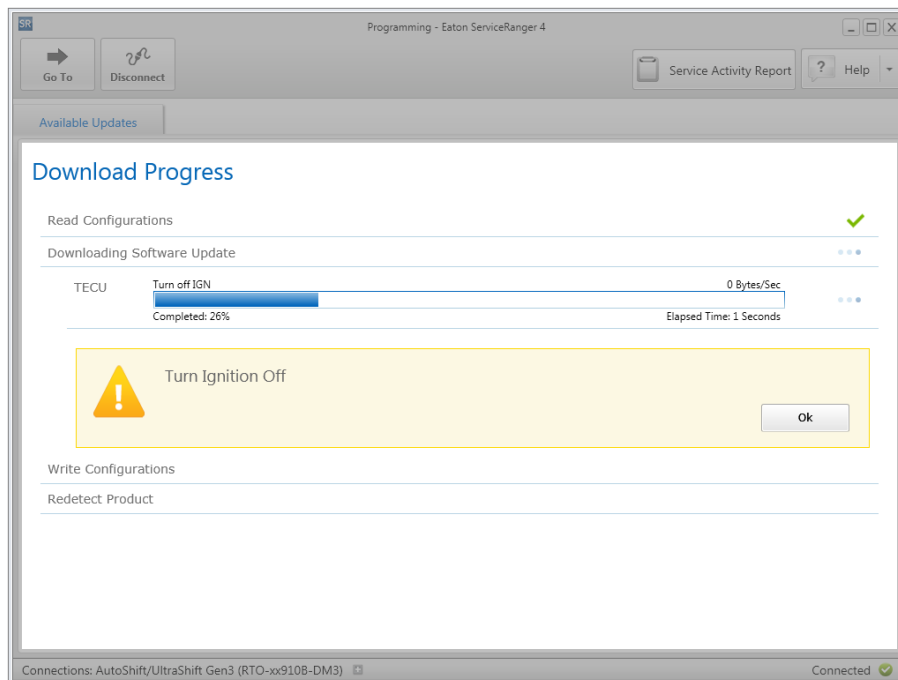 SR
Programming - Eaton ServiceRanger 4
Go To
Disconnect
Service Activity Report
? Help
Available Updates
Download Progress
Read Configurations
Downloading Software Update
TECU
Turn off IGN 0 Bytes/Sec
Completed: 26% Elapsed Time: 1 Seconds
Turn Ignition Off
Ok
Write Configurations
Redetect Product
Connections: AutoShift/UltraShift Gen3 (RTO-xx910B-DM3) Connected